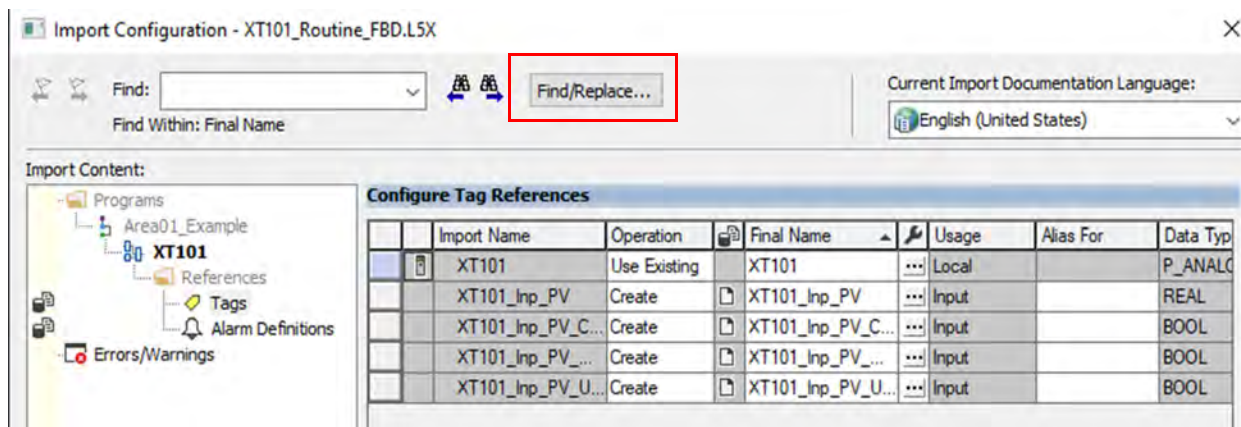 Import Configuration - XT101_Routine_FBD.L5X
Find:
Find/Replace...
Current Import Documentation Language:
Find Within: Final Name
English (United States)
Import Content:
Programs
Area01_Example
XT101
References
Tags
Alarm Definitions
Errors/Warnings
Configure Tag References
Import Name Operation Final Name Usage Alias For Data Typ
XT101 Use Existing XT101 ... Local P_ANALO
XT101_Inp_PV Create XT101_Inp_PV ... Input REAL
XT101_Inp_PV_C... Create XT101_Inp_PV_C... ... Input BOOL
XT101_Inp_PV_... Create XT101_Inp_PV_... ... Input BOOL
XT101_Inp_PV_U... Create XT101_Inp_PV_U... ... Input BOOL